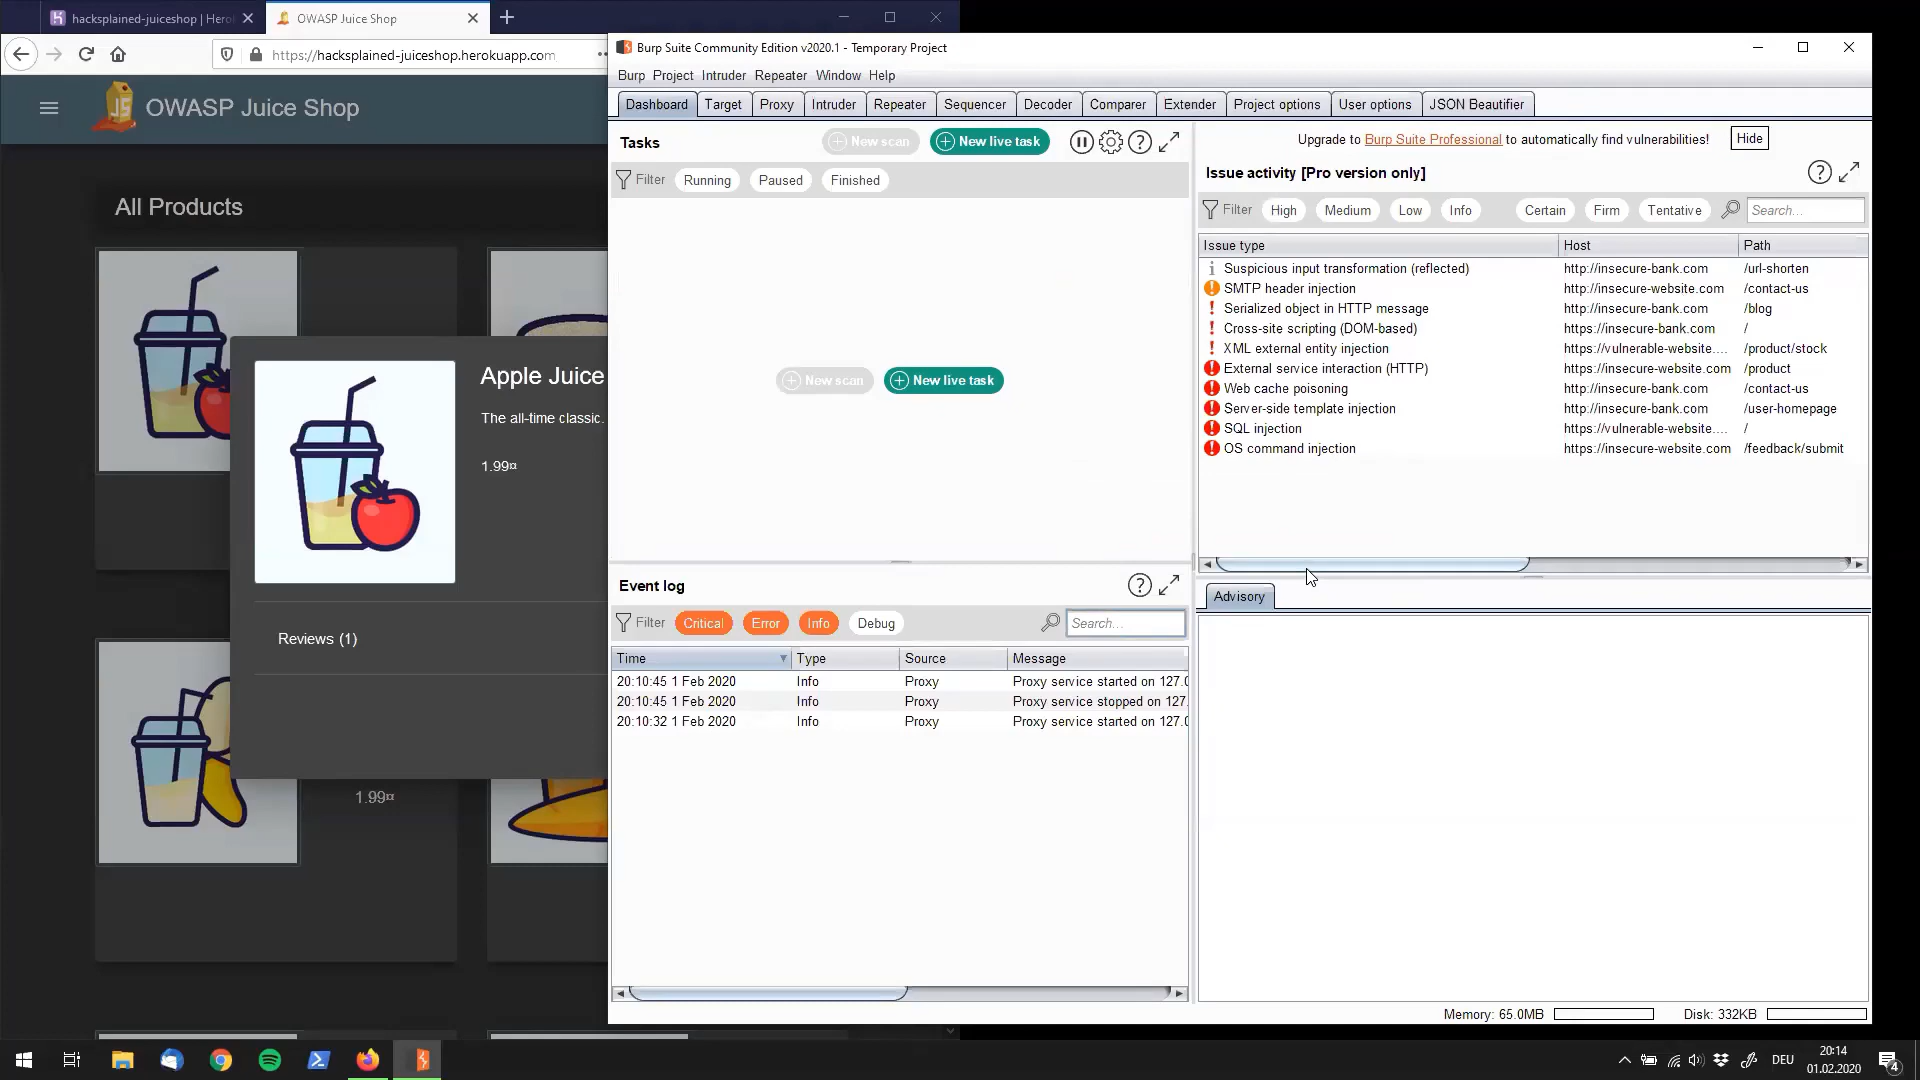 hacksplained-juiceshop | Hero
OWASP Juice Shop
https://hacksplained-juiceshop.herokuapp.com
OWASP Juice Shop
All Products
Apple Juice
The all-time classic.
1.99¤
Reviews (1)
1.99¤
Burp Suite Community Edition v2020.1 - Temporary Project
Burp Project Intruder Repeater Window Help
Dashboard Target Proxy Intruder Repeater Sequencer Decoder Comparer Extender Project options User options JSON Beautifier
Tasks
New scan
New live task
Filter Running Paused Finished
New scan
New live task
Upgrade to Burp Suite Professional to automatically find vulnerabilities!
Hide
Issue activity [Pro version only]
Filter High Medium Low Info Certain Firm Tentative Search...
Issue type Host Path
Suspicious input transformation (reflected) http://insecure-bank.com /url-shorten
SMTP header injection http://insecure-website.com /contact-us
Serialized object in HTTP message http://insecure-bank.com /blog
Cross-site scripting (DOM-based) https://insecure-bank.com /
XML external entity injection https://vulnerable-website.... /product/stock
External service interaction (HTTP) https://insecure-website.com /product
Web cache poisoning http://insecure-bank.com /contact-us
Server-side template injection http://insecure-bank.com /user-homepage
SQL injection https://vulnerable-website.... /
OS command injection https://insecure-website.com /feedback/submit
Event log
Filter Critical Error Info Debug Search...
Time Type Source Message
20:10:45 1 Feb 2020 Info Proxy Proxy service started on 127.0
20:10:45 1 Feb 2020 Info Proxy Proxy service stopped on 127.
20:10:32 1 Feb 2020 Info Proxy Proxy service started on 127.0
Advisory
Memory: 65.0MB
Disk: 332KB
DEU
20:14
01.02.2020
4